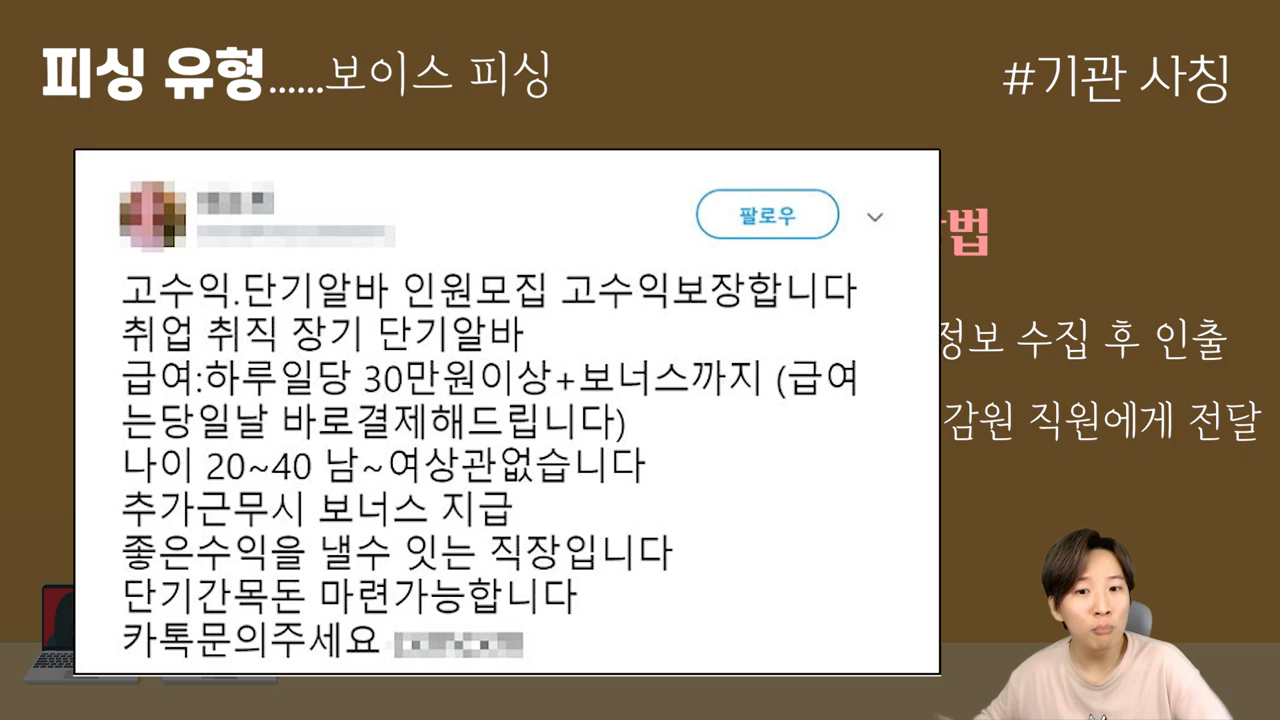 피싱 유형......보이스 피싱
#기관 사칭
팔로우
고수익.단기알바 인원모집 고수익보장합니다
취업 취직 장기 단기알바
급여:하루일당 30만원이상+보너스까지 (급여
는당일날 바로결제해드립니다)
나이 20~40 남~여상관없습니다
추가근무시 보너스 지급
좋은수익을 낼수 잇는 직장입니다
단기간목돈 마련가능합니다
카톡문의주세요
법
정보 수집 후 인출
감원 직원에게 전달